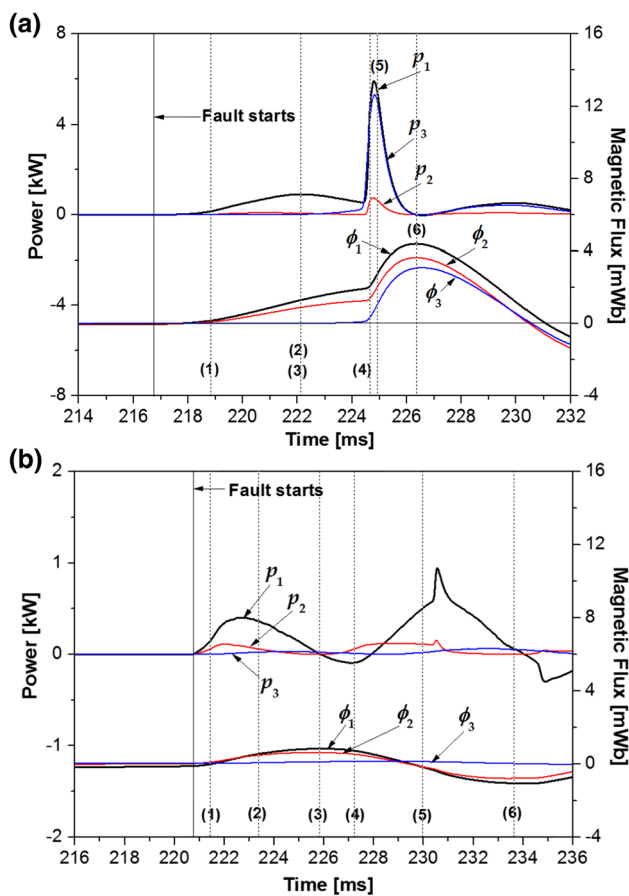 (a)
8
4
0
-4
-8
Power [kW]
16
12
8
4
0
-4
Magnetic Flux [mWb]
Fault starts
(5)
p1
p3
p2
(6)
ϕ1
ϕ2
ϕ3
(1)
(2)
(3)
(4)
214 216 218 220 222 224 226 228 230 232
Time [ms]
(b)
2
1
0
-1
-2
Power [kW]
16
12
8
4
0
-4
Magnetic Flux [mWb]
Fault starts
p1
p2
p3
ϕ1
ϕ2
ϕ3
(1) (2) (3) (4) (5) (6)
216 218 220 222 224 226 228 230 232 234 236
Time [ms]